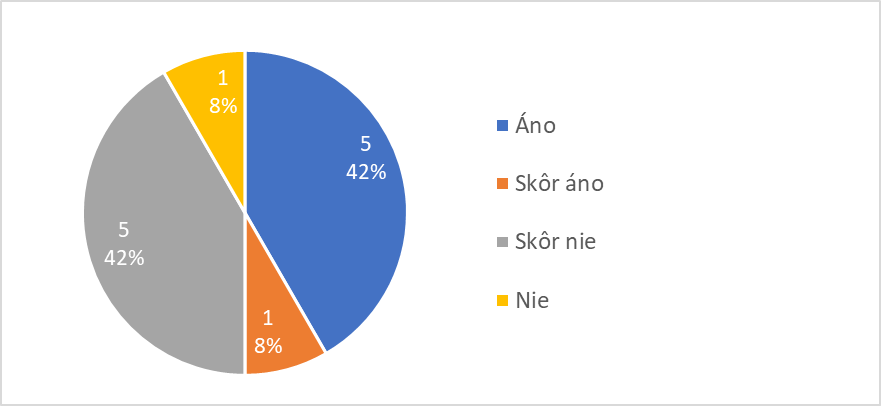 1
8%
5
42%
5
42%
1
8%
Áno
Skôr áno
Skôr nie
Nie